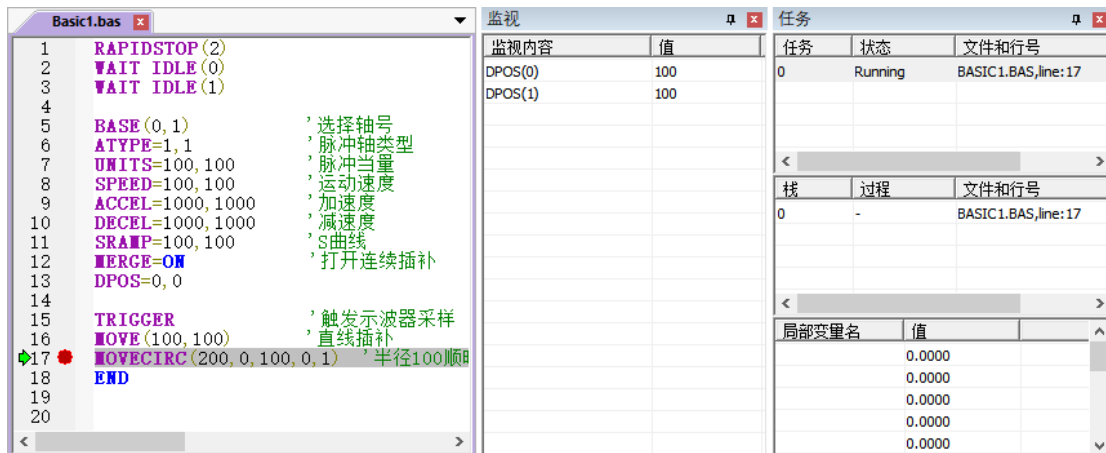 Basic1.bas
1 RAPIDSTOP(2)
2 WAIT IDLE(0)
3 WAIT IDLE(1)
4
5 BASE(0,1) '选择轴号
6 ATYPE=1,1 '脉冲轴类型
7 UNITS=100,100 '脉冲当量
8 SPEED=100,100 '运动速度
9 ACCEL=1000,1000 '加速度
10 DECEL=1000,1000 '减速度
11 SRAMP=100,100 'S曲线
12 MERGE=ON '打开连续插补
13 DPOS=0,0
14
15 TRIGGER '触发示波器采样
16 MOVE(100,100) '直线插补
17 MOVECIRC(200,0,100,0,1) '半径100顺
18 END
19
20
监视
监视内容 值
DPOS(0) 100
DPOS(1) 100
任务
任务 状态 文件和行号
0 Running BASIC1.BAS,line:17
栈 过程 文件和行号
0 - BASIC1.BAS,line:17
局部变量名 值
0.0000
0.0000
0.0000
0.0000
0.0000